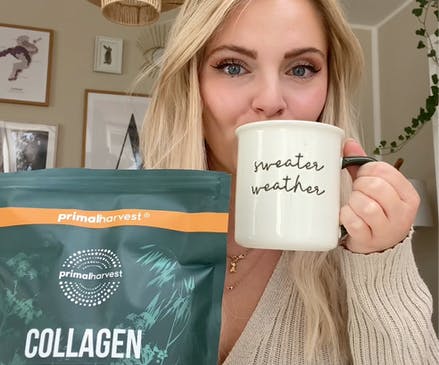 sweater
weather
primalharvest®
primalharvest
COLLAGEN